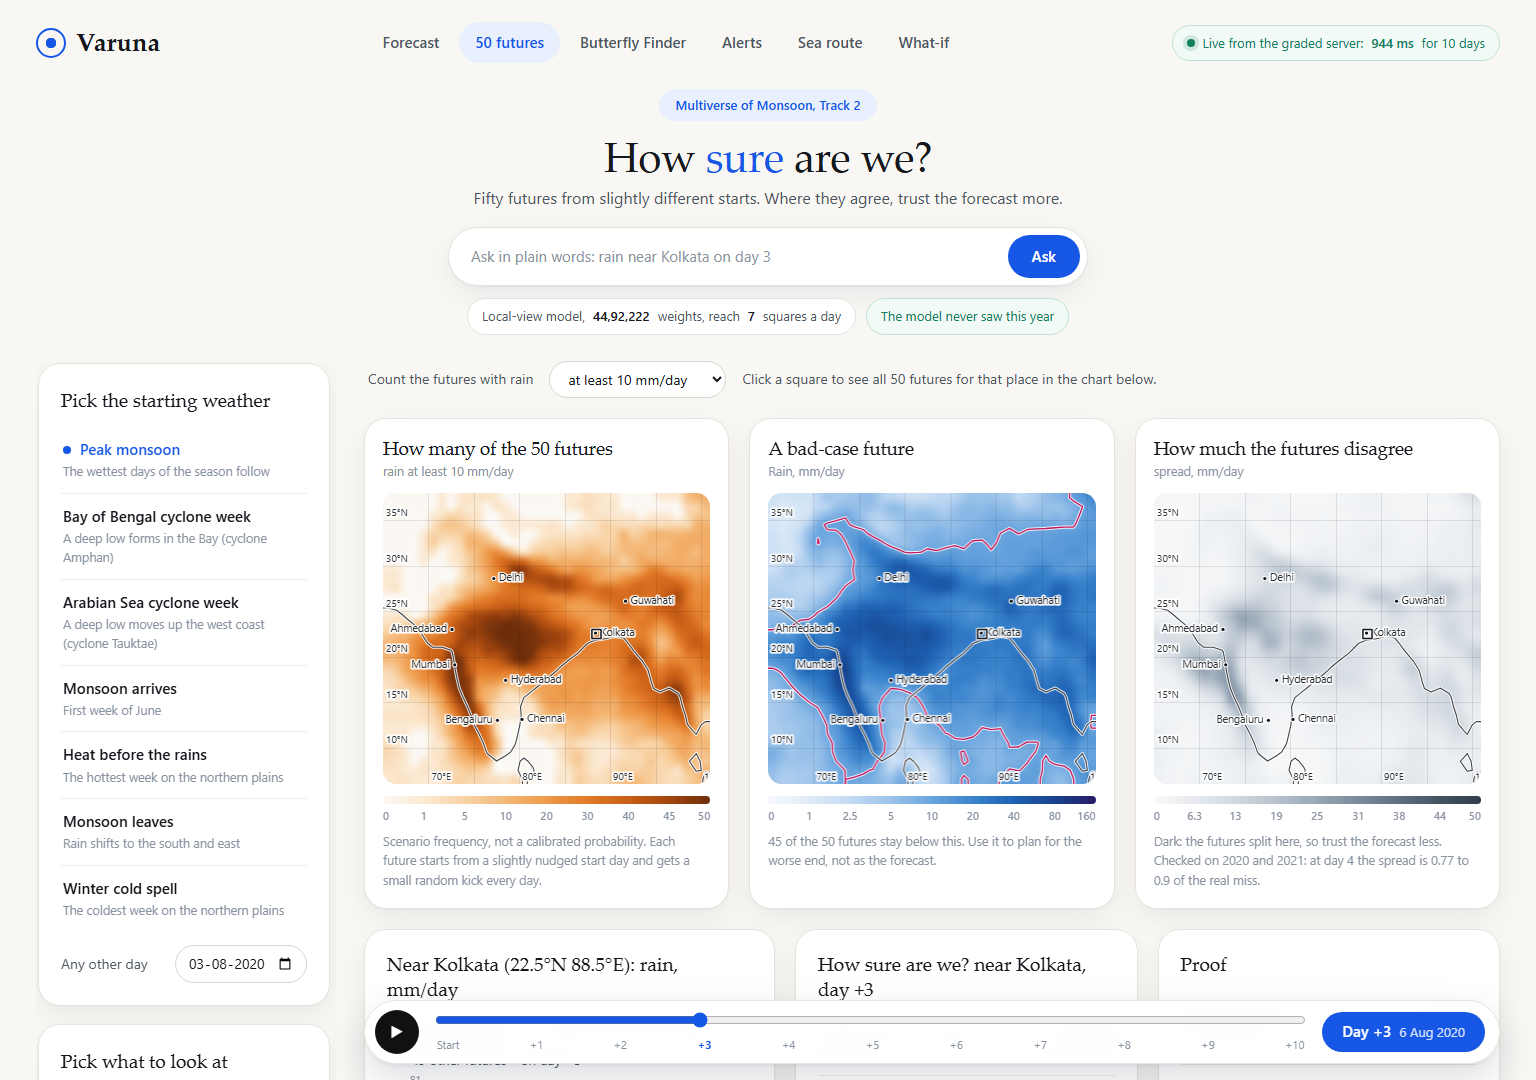 Varuna
Forecast
50 futures
Butterfly Finder
Alerts
Sea route
What-if
Live from the graded server: 944 ms for 10 days
Multiverse of Monsoon, Track 2
How sure are we?
Fifty futures from slightly different starts. Where they agree, trust the forecast more.
Ask in plain words: rain near Kolkata on day 3
Ask
Local-view model, 44,92,222 weights, reach 7 squares a day
The model never saw this year
Pick the starting weather
Peak monsoon
The wettest days of the season follow
Bay of Bengal cyclone week
A deep low forms in the Bay (cyclone
Amphan)
Arabian Sea cyclone week
A deep low moves up the west coast
(cyclone Tauktae)
Monsoon arrives
First week of June
Heat before the rains
The hottest week on the northern plains
Monsoon leaves
Rain shifts to the south and east
Winter cold spell
The coldest week on the northern plains
Any other day
03-08-2020
Pick what to look at
Count the futures with rain
at least 10 mm/day
Click a square to see all 50 futures for that place in the chart below.
How many of the 50 futures
rain at least 10 mm/day
35°N
30°N
Delhi
25°N
Guwahati
Ahmedabad
Kolkata
20°N
Mumbai
Hyderabad
15°N
Bengaluru
Chennai
10°N
70°E
80°E
90°E
0 1 5 10 20 30 40 45 50
Scenario frequency, not a calibrated probability. Each
future starts from a slightly nudged start day and gets a
small random kick every day.
A bad-case future
Rain, mm/day
35°N
30°N
Delhi
25°N
Guwahati
Ahmedabad
Kolkata
20°N
Mumbai
Hyderabad
15°N
Bengaluru
Chennai
10°N
70°E
80°E
90°E
0 1 2.5 5 10 20 40 80 160
45 of the 50 futures stay below this. Use it to plan for the
worse end, not as the forecast.
How much the futures disagree
spread, mm/day
35°N
30°N
Delhi
25°N
Guwahati
Ahmedabad
Kolkata
20°N
Mumbai
Hyderabad
15°N
Bengaluru
Chennai
10°N
70°E
80°E
90°E
0 6.3 13 19 25 31 38 44 50
Dark: the futures split here, so trust the forecast less.
Checked on 2020 and 2021: at day 4 the spread is 0.77 to
0.9 of the real miss.
Near Kolkata (22.5°N 88.5°E): rain,
mm/day
How sure are we? near Kolkata,
day +3
Proof
Start +1 +2 +3 +4 +5 +6 +7 +8 +9 +10
Day +3 6 Aug 2020